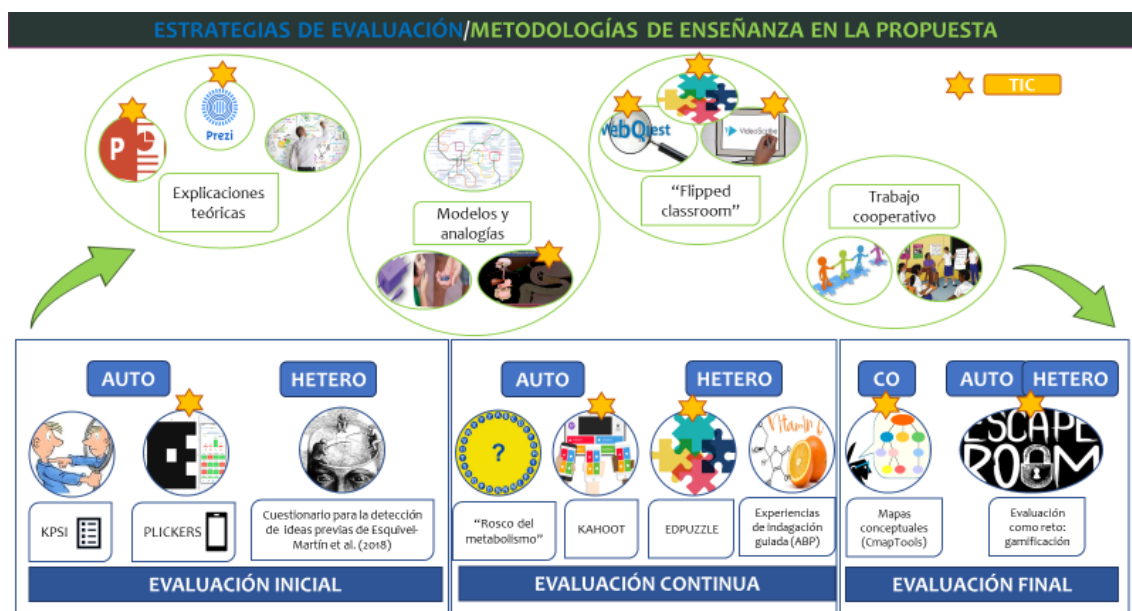 ESTRATEGIAS DE EVALUACIÓN/METODOLOGÍAS DE ENSEÑANZA EN LA PROPUESTA
TIC
P
Prezi
Explicaciones
teóricas
Modelos y
analogías
WebQuest
VideoScribe
“Flipped
classroom”
Trabajo
cooperativo
AUTO
HETERO
KPSI
PLICKERS
Cuestionario para la detección
de ideas previas de Esquivel-
Martín et al. (2018)
EVALUACIÓN INICIAL
AUTO
HETERO
?
Vitamin C
“Rosco del
metabolismo”
KAHOOT
EDPUZZLE
Experiencias
de indagación
guiada (ABP)
EVALUACIÓN CONTINUA
CO
AUTO
HETERO
ESCAPE
ROOM
Mapas
conceptuales
(CmapTools)
Evaluación
como reto:
gamificación
EVALUACIÓN FINAL